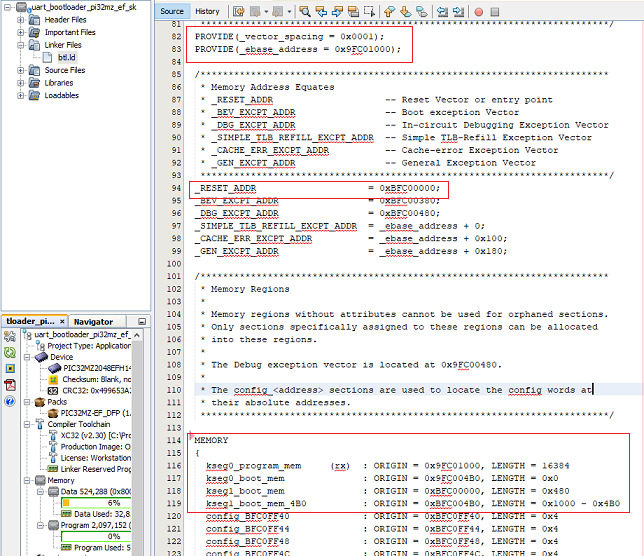 uart_bootloader_pi32mz_ef_sk
Header Files
Important Files
Linker Files
btl.ld
Source Files
Libraries
Loadables
tloader_pi...
Navigator
uart_bootloader_pi32mz_ef_
Project Type: Application
Device
PIC32MZ2048EFH14
Checksum: Blank, no
CRC32: 0x499653A
Packs
PIC32MZ-EF_DFP (1.
Compiler Toolchain
XC32 (v2.30) [C:\Pro
Production Image: O
License: Workstation
Linker Reserved Prog
Memory
Data 524,288 (0x800
6%
Data Used: 32,8
Program 2,097,152 (
0%
Program Used: 5
Source
History
81 *****************************************************************/
82 PROVIDE(_vector_spacing = 0x0001);
83 PROVIDE(_ebase_address = 0x9FC01000);
84
85 /*****************************************************************
86 * Memory Address Equates
87 * _RESET_ADDR -- Reset Vector or entry point
88 * _BEV_EXCPT_ADDR -- Boot exception Vector
89 * _DBG_EXCPT_ADDR -- In-circuit Debugging Exception Vector
90 * _SIMPLE_TLB_REFILL_EXCPT_ADDR -- Simple TLB-Refill Exception Vector
91 * _CACHE_ERR_EXCPT_ADDR -- Cache-error Exception Vector
92 * _GEN_EXCPT_ADDR -- General Exception Vector
93 *****************************************************************/
94 _RESET_ADDR = 0xBFC00000;
95 _BEV_EXCPT_ADDR = 0xBFC00380;
96 _DBG_EXCPT_ADDR = 0xBFC00480;
97 _SIMPLE_TLB_REFILL_EXCPT_ADDR = _ebase_address + 0;
98 _CACHE_ERR_EXCPT_ADDR = _ebase_address + 0x100;
99 _GEN_EXCPT_ADDR = _ebase_address + 0x180;
100
101 /*****************************************************************
102 * Memory Regions
103 *
104 * Memory regions without attributes cannot be used for orphaned sections.
105 * Only sections specifically assigned to these regions can be allocated
106 * into these regions.
107 *
108 * The Debug exception vector is located at 0x9FC00480.
109 *
110 * The config_<address> sections are used to locate the config words at
111 * their absolute addresses.
112 *****************************************************************/
113
114 MEMORY
115 {
116 kseg0_program_mem (rx) : ORIGIN = 0x9FC01000, LENGTH = 16384
117 kseg0_boot_mem : ORIGIN = 0x9FC004B0, LENGTH = 0x0
118 kseg1_boot_mem : ORIGIN = 0xBFC00000, LENGTH = 0x480
119 kseg1_boot_mem_4B0 : ORIGIN = 0xBFC004B0, LENGTH = 0x1000 - 0x4B0
120 config_BFC0FF40 : ORIGIN = 0xBFC0FF40, LENGTH = 0x4
121 config_BFC0FF44 : ORIGIN = 0xBFC0FF44, LENGTH = 0x4
122 config_BFC0FF48 : ORIGIN = 0xBFC0FF48, LENGTH = 0x4
123 config_BFC0FF4C : ORIGIN = 0xBFC0FF4C, LENGTH = 0x4